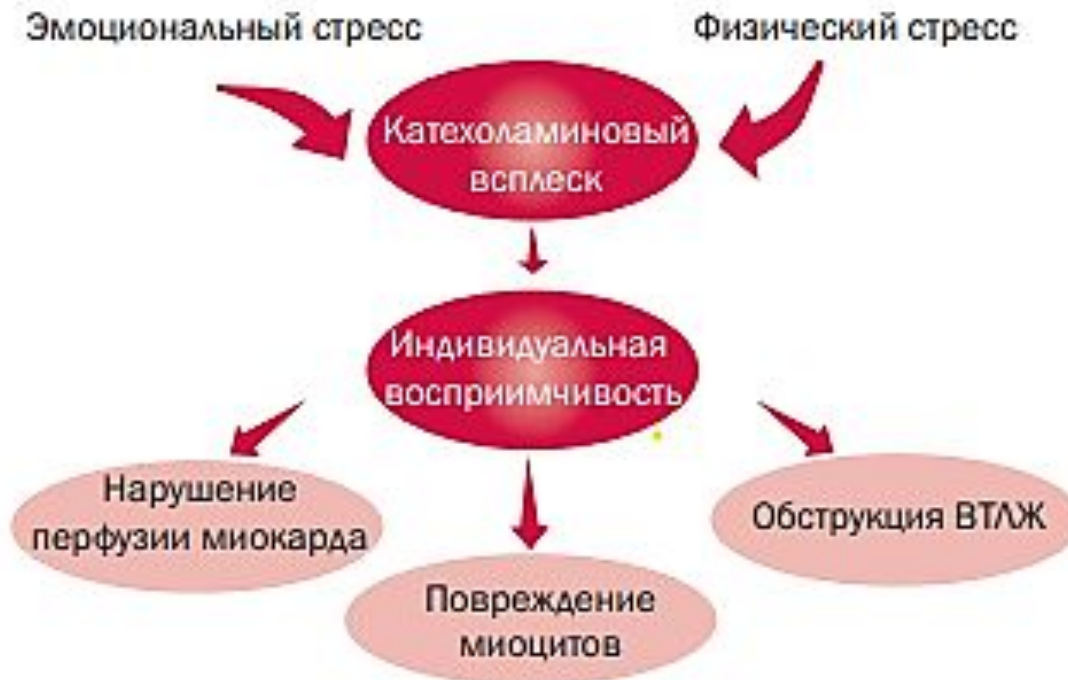 Эмоциональный стресс
Физический стресс
Катехоламиновый
всплеск
Индивидуальная
восприимчивость
Нарушение
перфузии миокарда
Обструкция ВТЛЖ
Повреждение
миоцитов